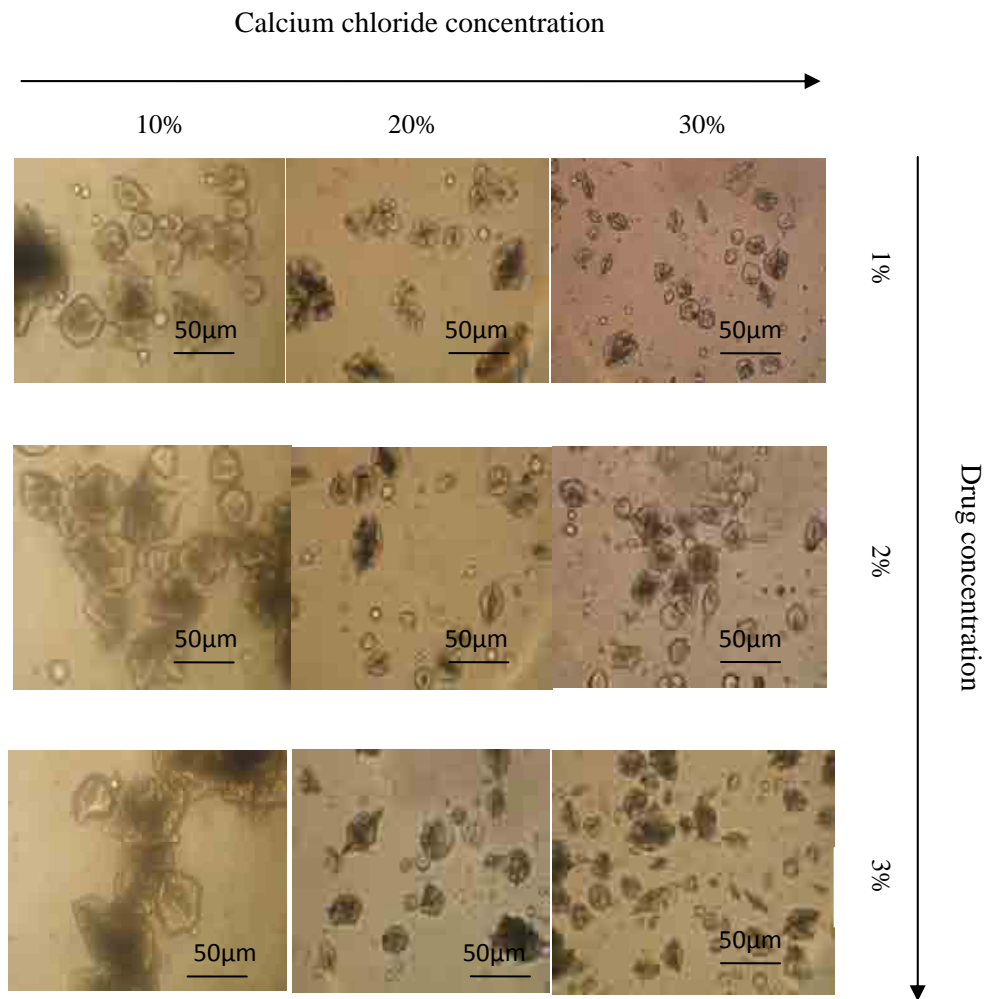 Calcium chloride concentration
10% 20% 30%
50µm 50µm 50µm
1%
50µm 50µm 50µm
2%
Drug concentration
50µm 50µm 50µm
3%